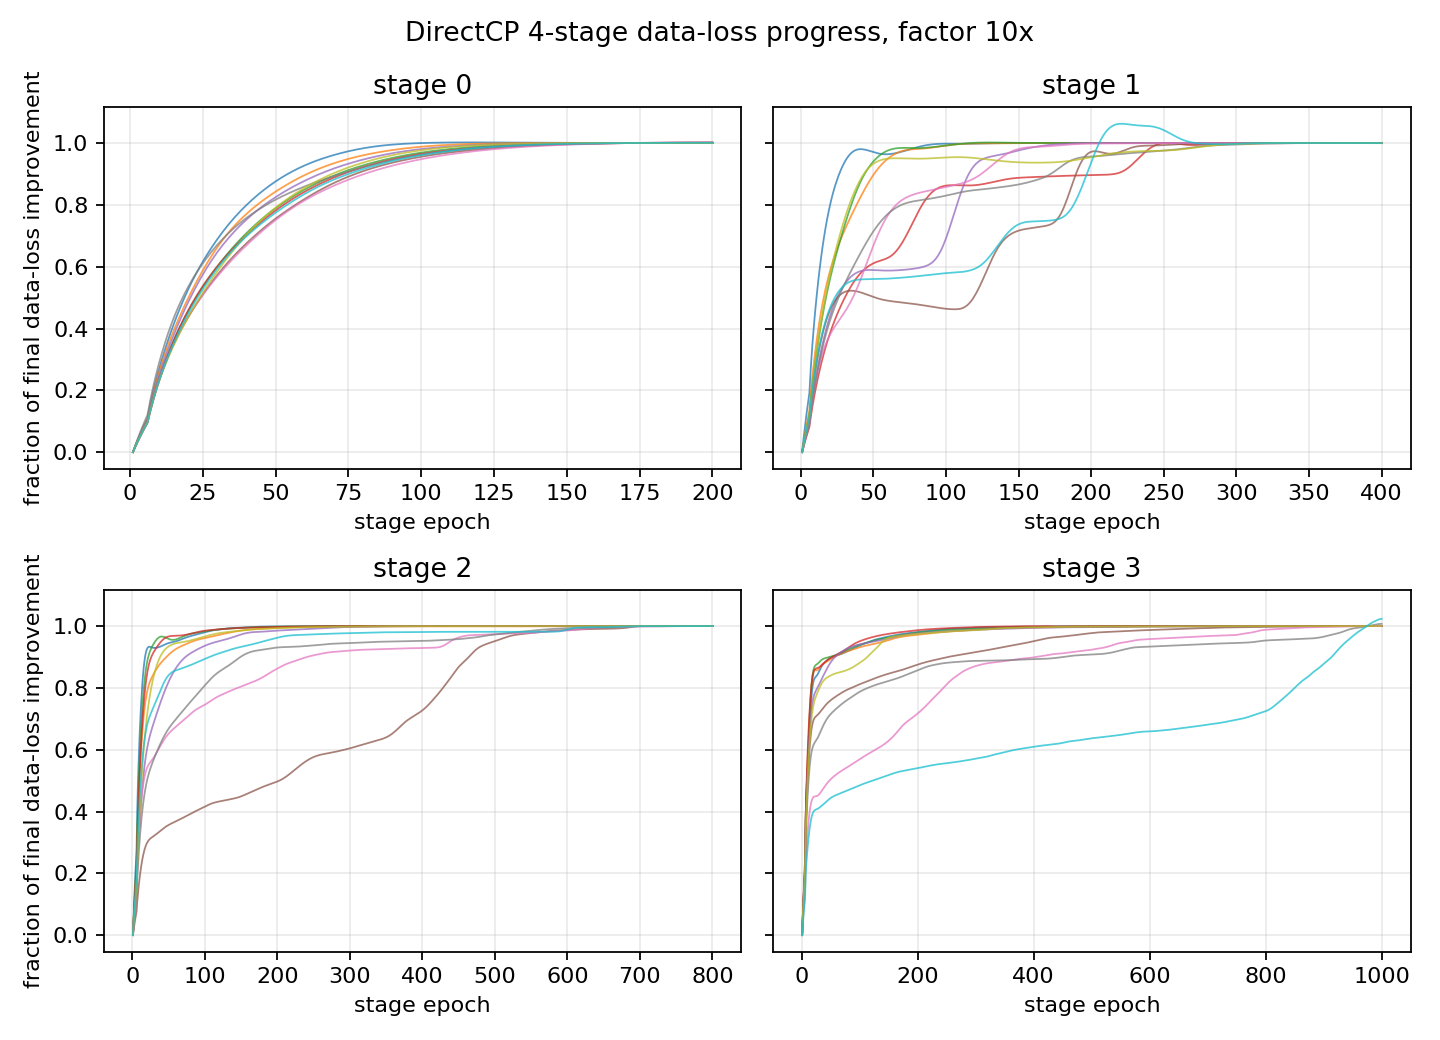 DirectCP 4-stage data-loss progress, factor 10x
stage 0
stage 1
fraction of final data-loss improvement
1.0
0.8
0.6
0.4
0.2
0.0
0 25 50 75 100 125 150 175 200
0 50 100 150 200 250 300 350 400
stage epoch
stage epoch
stage 2
stage 3
fraction of final data-loss improvement
1.0
0.8
0.6
0.4
0.2
0.0
0 100 200 300 400 500 600 700 800
0 200 400 600 800 1000
stage epoch
stage epoch